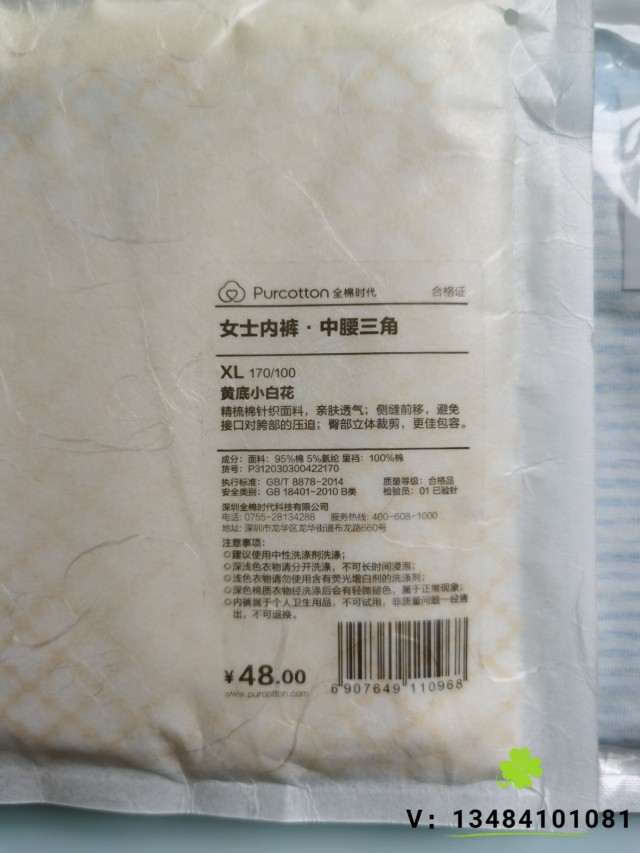 Purcotton 全棉时代 合格证
女士内裤·中腰三角
XL 170/100
黄底小白花
精梳棉针织面料，亲肤透气；侧缝前移，避免
接口对胯部的压迫；臀部立体裁剪，更佳包容。
成分：面料：95%棉 5%氨纶 里裆：100%棉
货号：P312030300422170
执行标准：GB/T 8878-2014 质量等级：合格品
安全类别：GB 18401-2010 B类 检验员：01 已验针
深圳全棉时代科技有限公司
电话: 0755-28134288 服务热线: 400-608-1000
地址: 深圳市龙华区龙华街道布龙路660号
注意事项：
建议使用中性洗涤剂洗涤；
深浅色衣物请分开洗涤，不可长时间浸泡；
浅色衣物请勿使用含有荧光增白剂的洗涤剂；
深色棉质衣物经洗涤后会有轻微褪色，属于正常现象；
内裤属于个人卫生用品，不可试用，非质量问题一经售
出，不可退换。
¥48.00
www.purcotton.com
6 907649 110968
V：13484101081